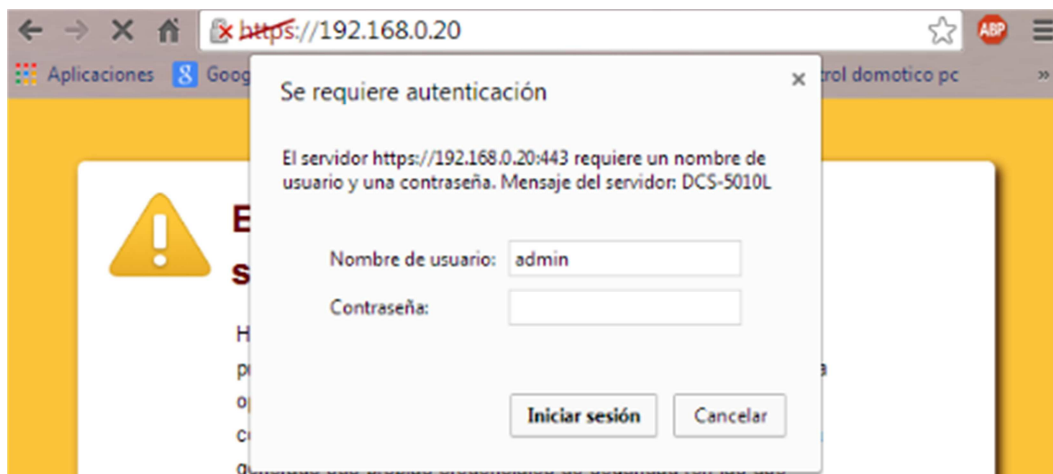 https://192.168.0.20
ABP
Aplicaciones
Goog
trol domotico pc
»
Se requiere autenticación
×
El servidor https://192.168.0.20:443 requiere un nombre de
usuario y una contraseña. Mensaje del servidor: DCS-5010L
Nombre de usuario: admin
Contraseña:
Iniciar sesión Cancelar